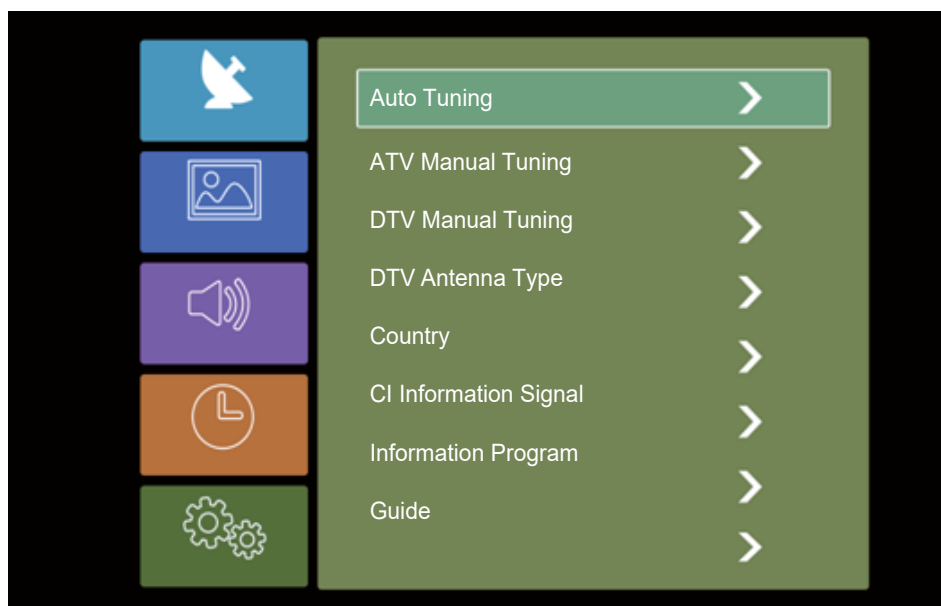 Auto Tuning
ATV Manual Tuning
DTV Manual Tuning
DTV Antenna Type
Country
CI Information Signal
Information Program
Guide